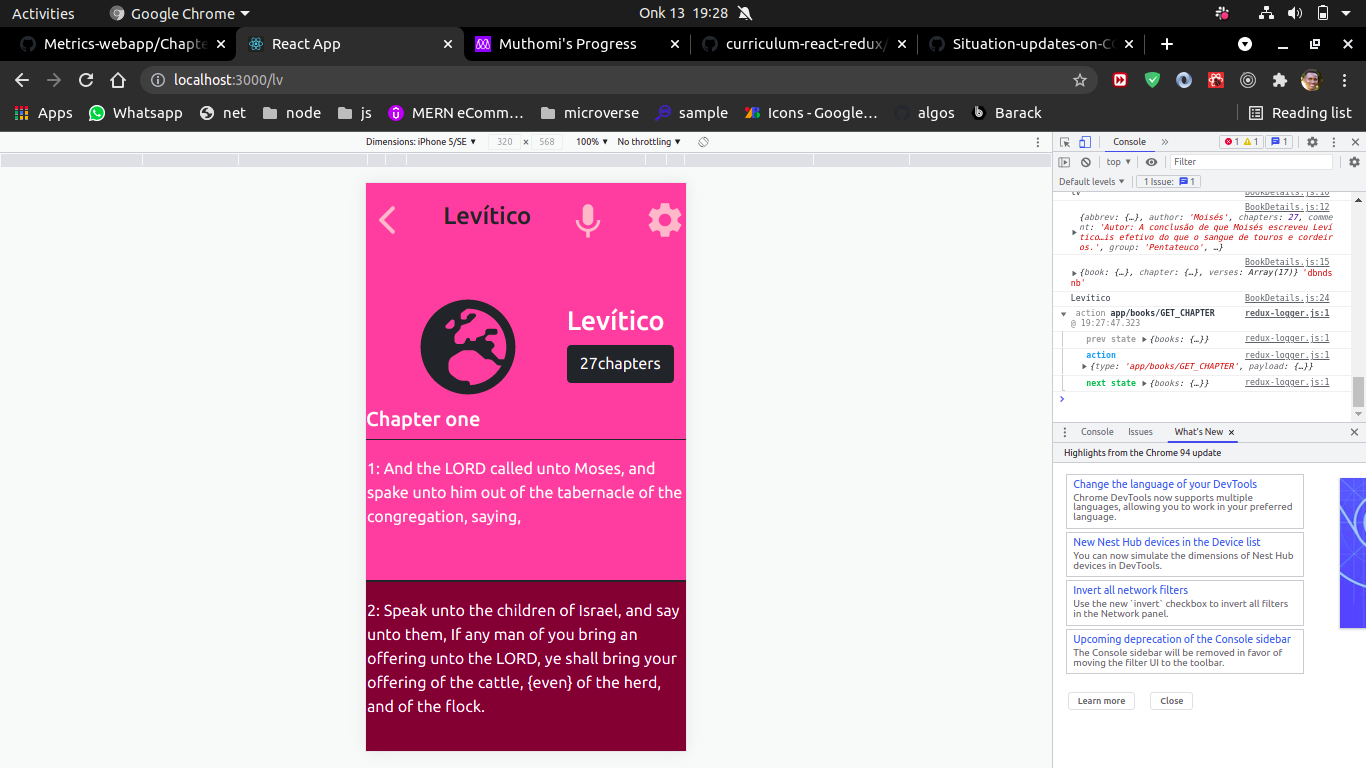 Activities
Google Chrome
Onk 13 19:28
Metrics-webapp/Chapte
React App
Muthomi's Progress
curriculum-react-redux/
Situation-updates-on-CO
localhost:3000/lv
Apps
Whatsapp
net
node
js
MERN eComm…
microverse
sample
Icons - Google…
algos
Barack
Reading list
Dimensions: iPhone 5/SE
320 x 568
100%
No throttling
Console
1 1 1
top
Filter
Default levels
1 Issue: 1
Levítico
Levítico
27chapters
Chapter one
1: And the LORD called unto Moses, and
spake unto him out of the tabernacle of the
congregation, saying,
2: Speak unto the children of Israel, and say
unto them, If any man of you bring an
offering unto the LORD, ye shall bring your
offering of the cattle, {even} of the herd,
and of the flock.
lv BookDetails.js:10
BookDetails.js:12
{abbrev: {…}, author: 'Moisés', chapters: 27, comme
nt: 'Autor: A conclusão de que Moisés escreveu Leví
tico…is efetivo do que o sangue de touros e cordei
ros.', group: 'Pentateuco', …}
BookDetails.js:15
{book: {…}, chapter: {…}, verses: Array(17)} 'dbnds
nb'
Levítico BookDetails.js:24
action app/books/GET_CHAPTER redux-logger.js:1
@ 19:27:47.323
prev state {books: {…}} redux-logger.js:1
action redux-logger.js:1
{type: 'app/books/GET_CHAPTER', payload: {…}}
next state {books: {…}} redux-logger.js:1
Console
Issues
What's New
Highlights from the Chrome 94 update
Change the language of your DevTools
Chrome DevTools now supports multiple
languages, allowing you to work in your preferred
language.
New Nest Hub devices in the Device list
You can now simulate the dimensions of Nest Hub
devices in DevTools.
Invert all network filters
Use the new `invert` checkbox to invert all filters
in the Network panel.
Upcoming deprecation of the Console sidebar
The Console sidebar will be removed in favor of
moving the filter UI to the toolbar.
Learn more
Close